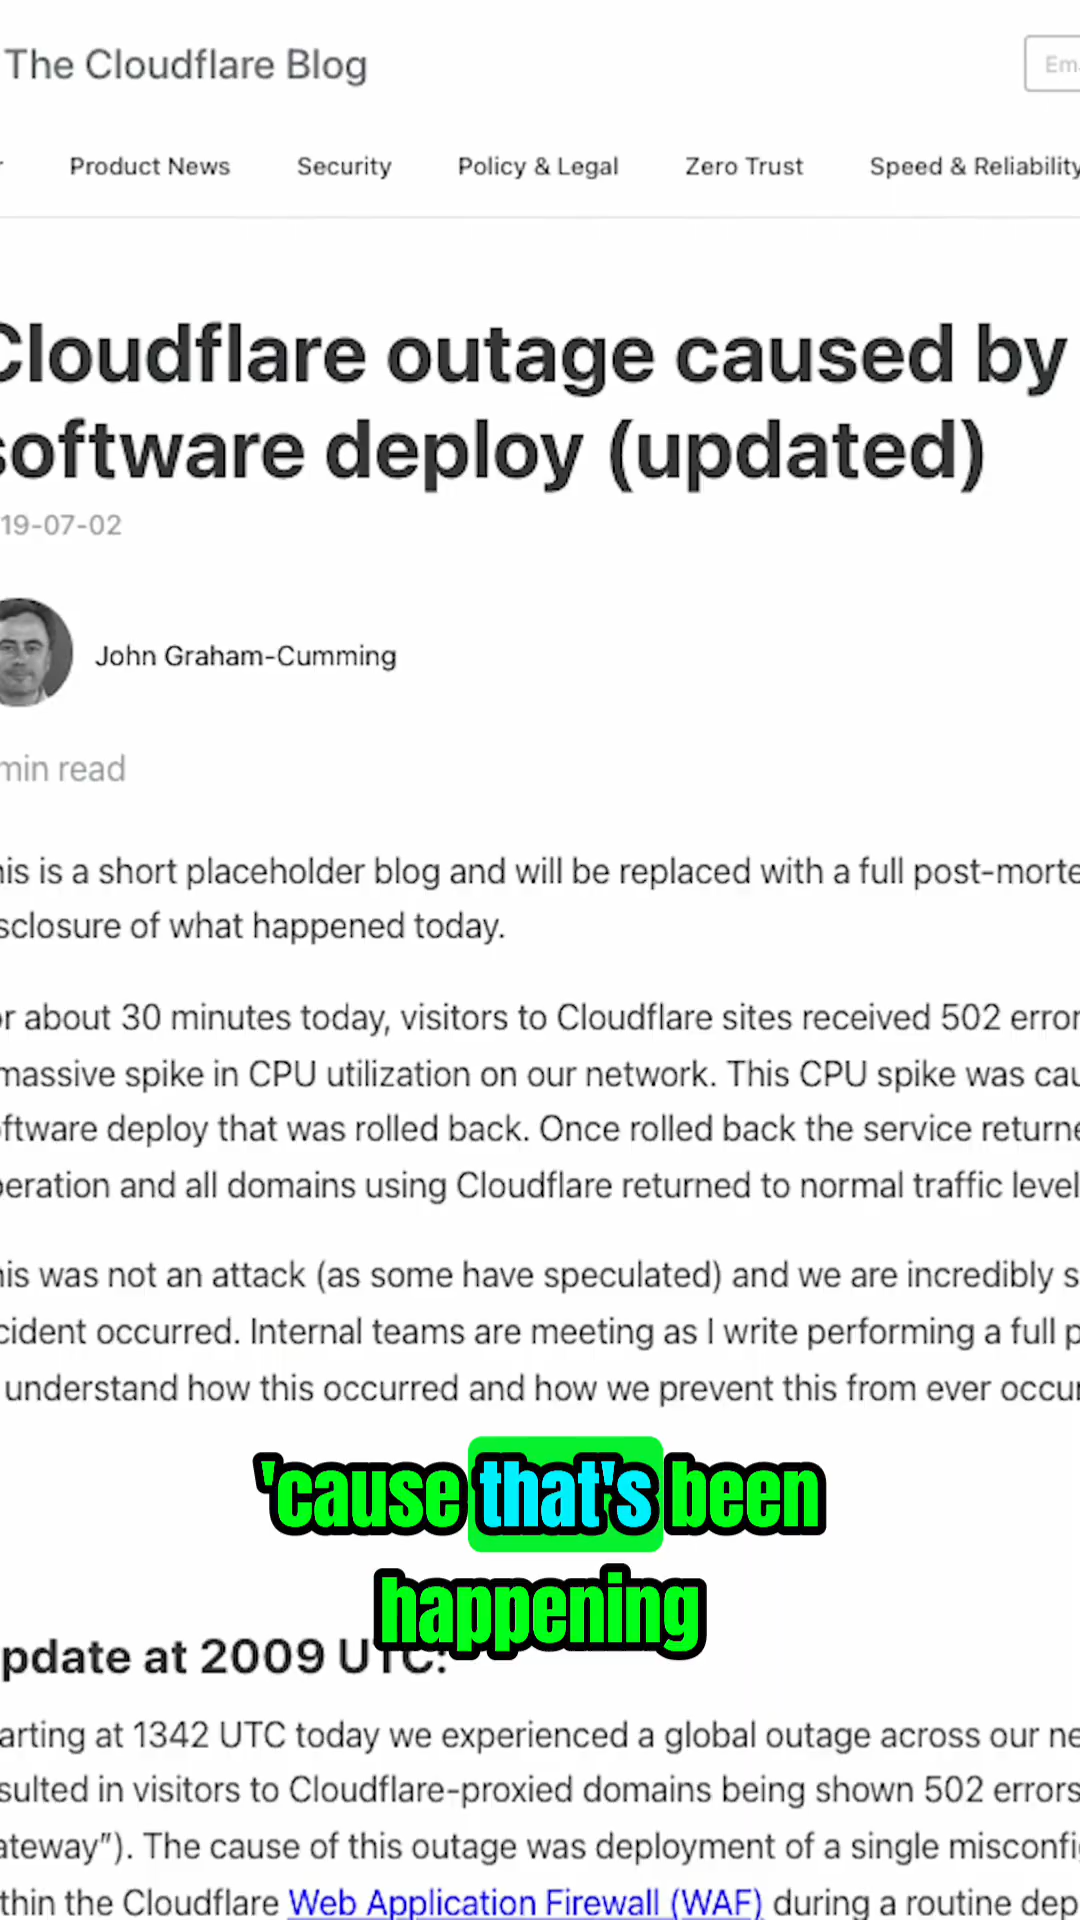 The Cloudflare Blog
Ema
Product News Security Policy & Legal Zero Trust Speed & Reliability
Cloudflare outage caused by
software deploy (updated)
19-07-02
John Graham-Cumming
min read
his is a short placeholder blog and will be replaced with a full post-morte
sclosure of what happened today.
or about 30 minutes today, visitors to Cloudflare sites received 502 error
massive spike in CPU utilization on our network. This CPU spike was cau
ftware deploy that was rolled back. Once rolled back the service returne
peration and all domains using Cloudflare returned to normal traffic level
his was not an attack (as some have speculated) and we are incredibly s
cident occurred. Internal teams are meeting as I write performing a full p
understand how this occurred and how we prevent this from ever occur
'cause that's been
happening
pdate at 2009 UTC:
arting at 1342 UTC today we experienced a global outage across our ne
sulted in visitors to Cloudflare-proxied domains being shown 502 errors
ateway"). The cause of this outage was deployment of a single misconfi
thin the Cloudflare Web Application Firewall (WAF) during a routine dep